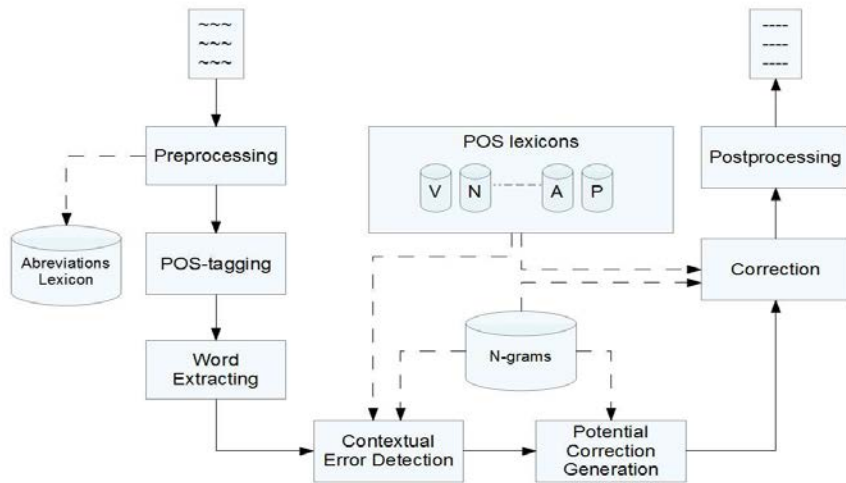 ~~~
~~~
~~~
----
----
----
Preprocessing
POS lexicons
V N A P
Postprocessing
Abreviations
Lexicon
POS-tagging
Correction
Word
Extracting
N-grams
Contextual
Error Detection
Potential
Correction
Generation